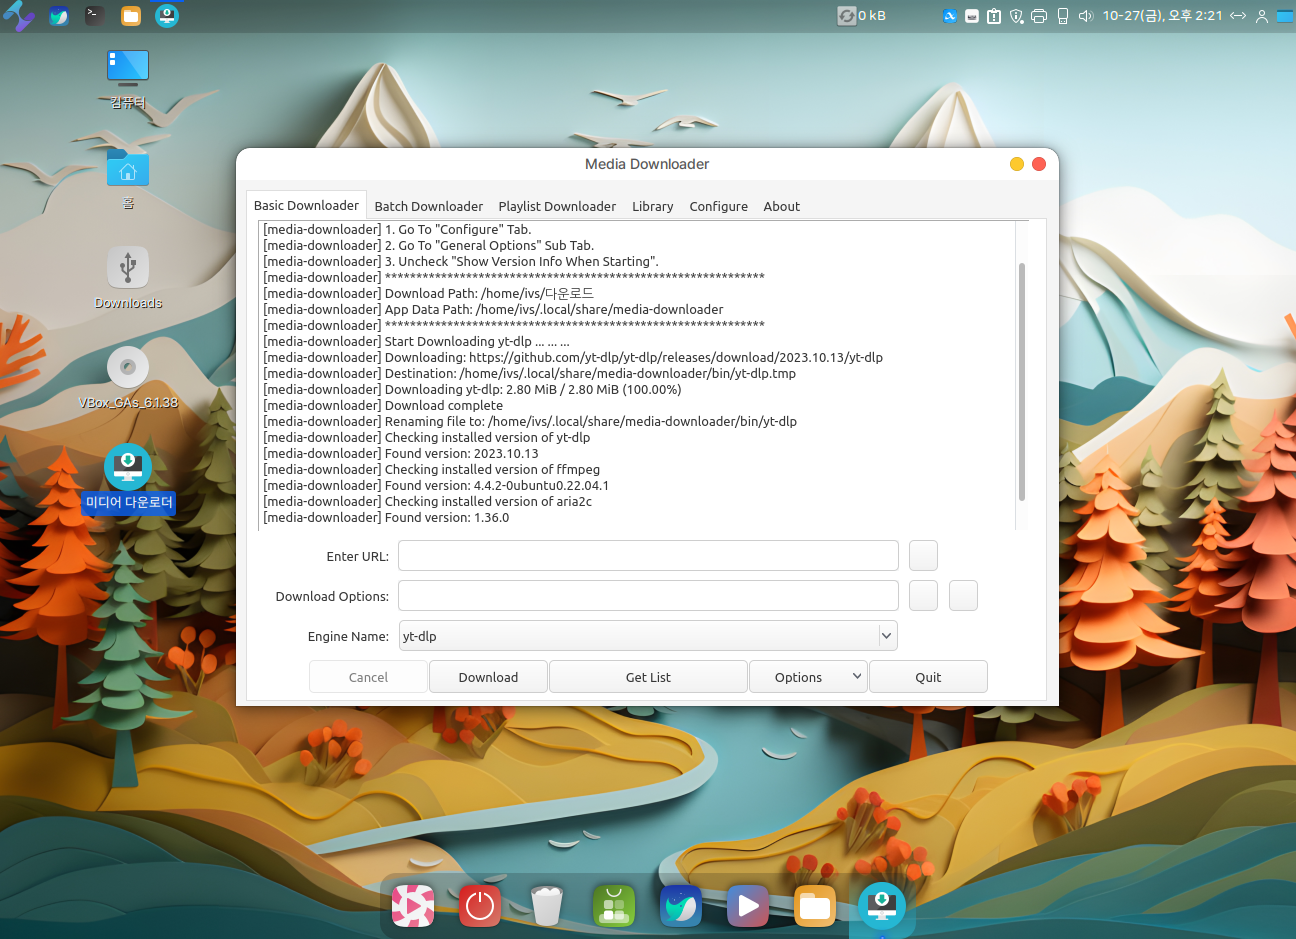 0 kB
10-27(금), 오후 2:21
컴퓨터
홈
Downloads
VBox_GAs_6.1.38
미디어 다운로더
Media Downloader
Basic Downloader Batch Downloader Playlist Downloader Library Configure About
[media-downloader] 1. Go To "Configure" Tab.
[media-downloader] 2. Go To "General Options" Sub Tab.
[media-downloader] 3. Uncheck "Show Version Info When Starting".
[media-downloader] ************************************************************
[media-downloader] Download Path: /home/ivs/다운로드
[media-downloader] App Data Path: /home/ivs/.local/share/media-downloader
[media-downloader] ************************************************************
[media-downloader] Start Downloading yt-dlp ... ... ...
[media-downloader] Downloading: https://github.com/yt-dlp/yt-dlp/releases/download/2023.10.13/yt-dlp
[media-downloader] Destination: /home/ivs/.local/share/media-downloader/bin/yt-dlp.tmp
[media-downloader] Downloading yt-dlp: 2.80 MiB / 2.80 MiB (100.00%)
[media-downloader] Download complete
[media-downloader] Renaming file to: /home/ivs/.local/share/media-downloader/bin/yt-dlp
[media-downloader] Checking installed version of yt-dlp
[media-downloader] Found version: 2023.10.13
[media-downloader] Checking installed version of ffmpeg
[media-downloader] Found version: 4.4.2-0ubuntu0.22.04.1
[media-downloader] Checking installed version of aria2c
[media-downloader] Found version: 1.36.0
Enter URL:
Download Options:
Engine Name: yt-dlp
Cancel Download Get List Options Quit